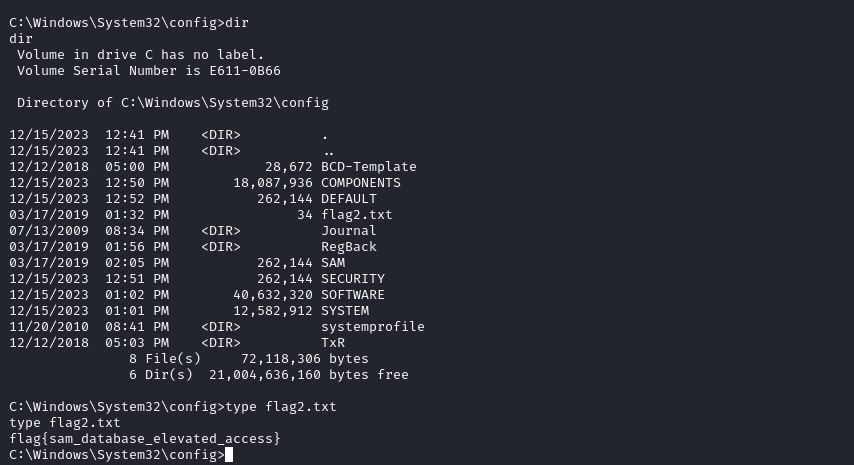 C:\Windows\System32\config>dir
dir
 Volume in drive C has no label.
 Volume Serial Number is E611-0B66

 Directory of C:\Windows\System32\config

12/15/2023  12:41 PM    <DIR>          .
12/15/2023  12:41 PM    <DIR>          ..
12/12/2018  05:00 PM            28,672 BCD-Template
12/15/2023  12:50 PM        18,087,936 COMPONENTS
12/15/2023  12:52 PM           262,144 DEFAULT
03/17/2019  01:32 PM                34 flag2.txt
07/13/2009  08:34 PM    <DIR>          Journal
03/17/2019  01:56 PM    <DIR>          RegBack
03/17/2019  02:05 PM           262,144 SAM
12/15/2023  12:51 PM           262,144 SECURITY
12/15/2023  01:02 PM        40,632,320 SOFTWARE
12/15/2023  01:01 PM        12,582,912 SYSTEM
11/20/2010  08:41 PM    <DIR>          systemprofile
12/12/2018  05:03 PM    <DIR>          TxR
               8 File(s)     72,118,306 bytes
               6 Dir(s)  21,004,636,160 bytes free

C:\Windows\System32\config>type flag2.txt
type flag2.txt
flag{sam_database_elevated_access}
C:\Windows\System32\config>